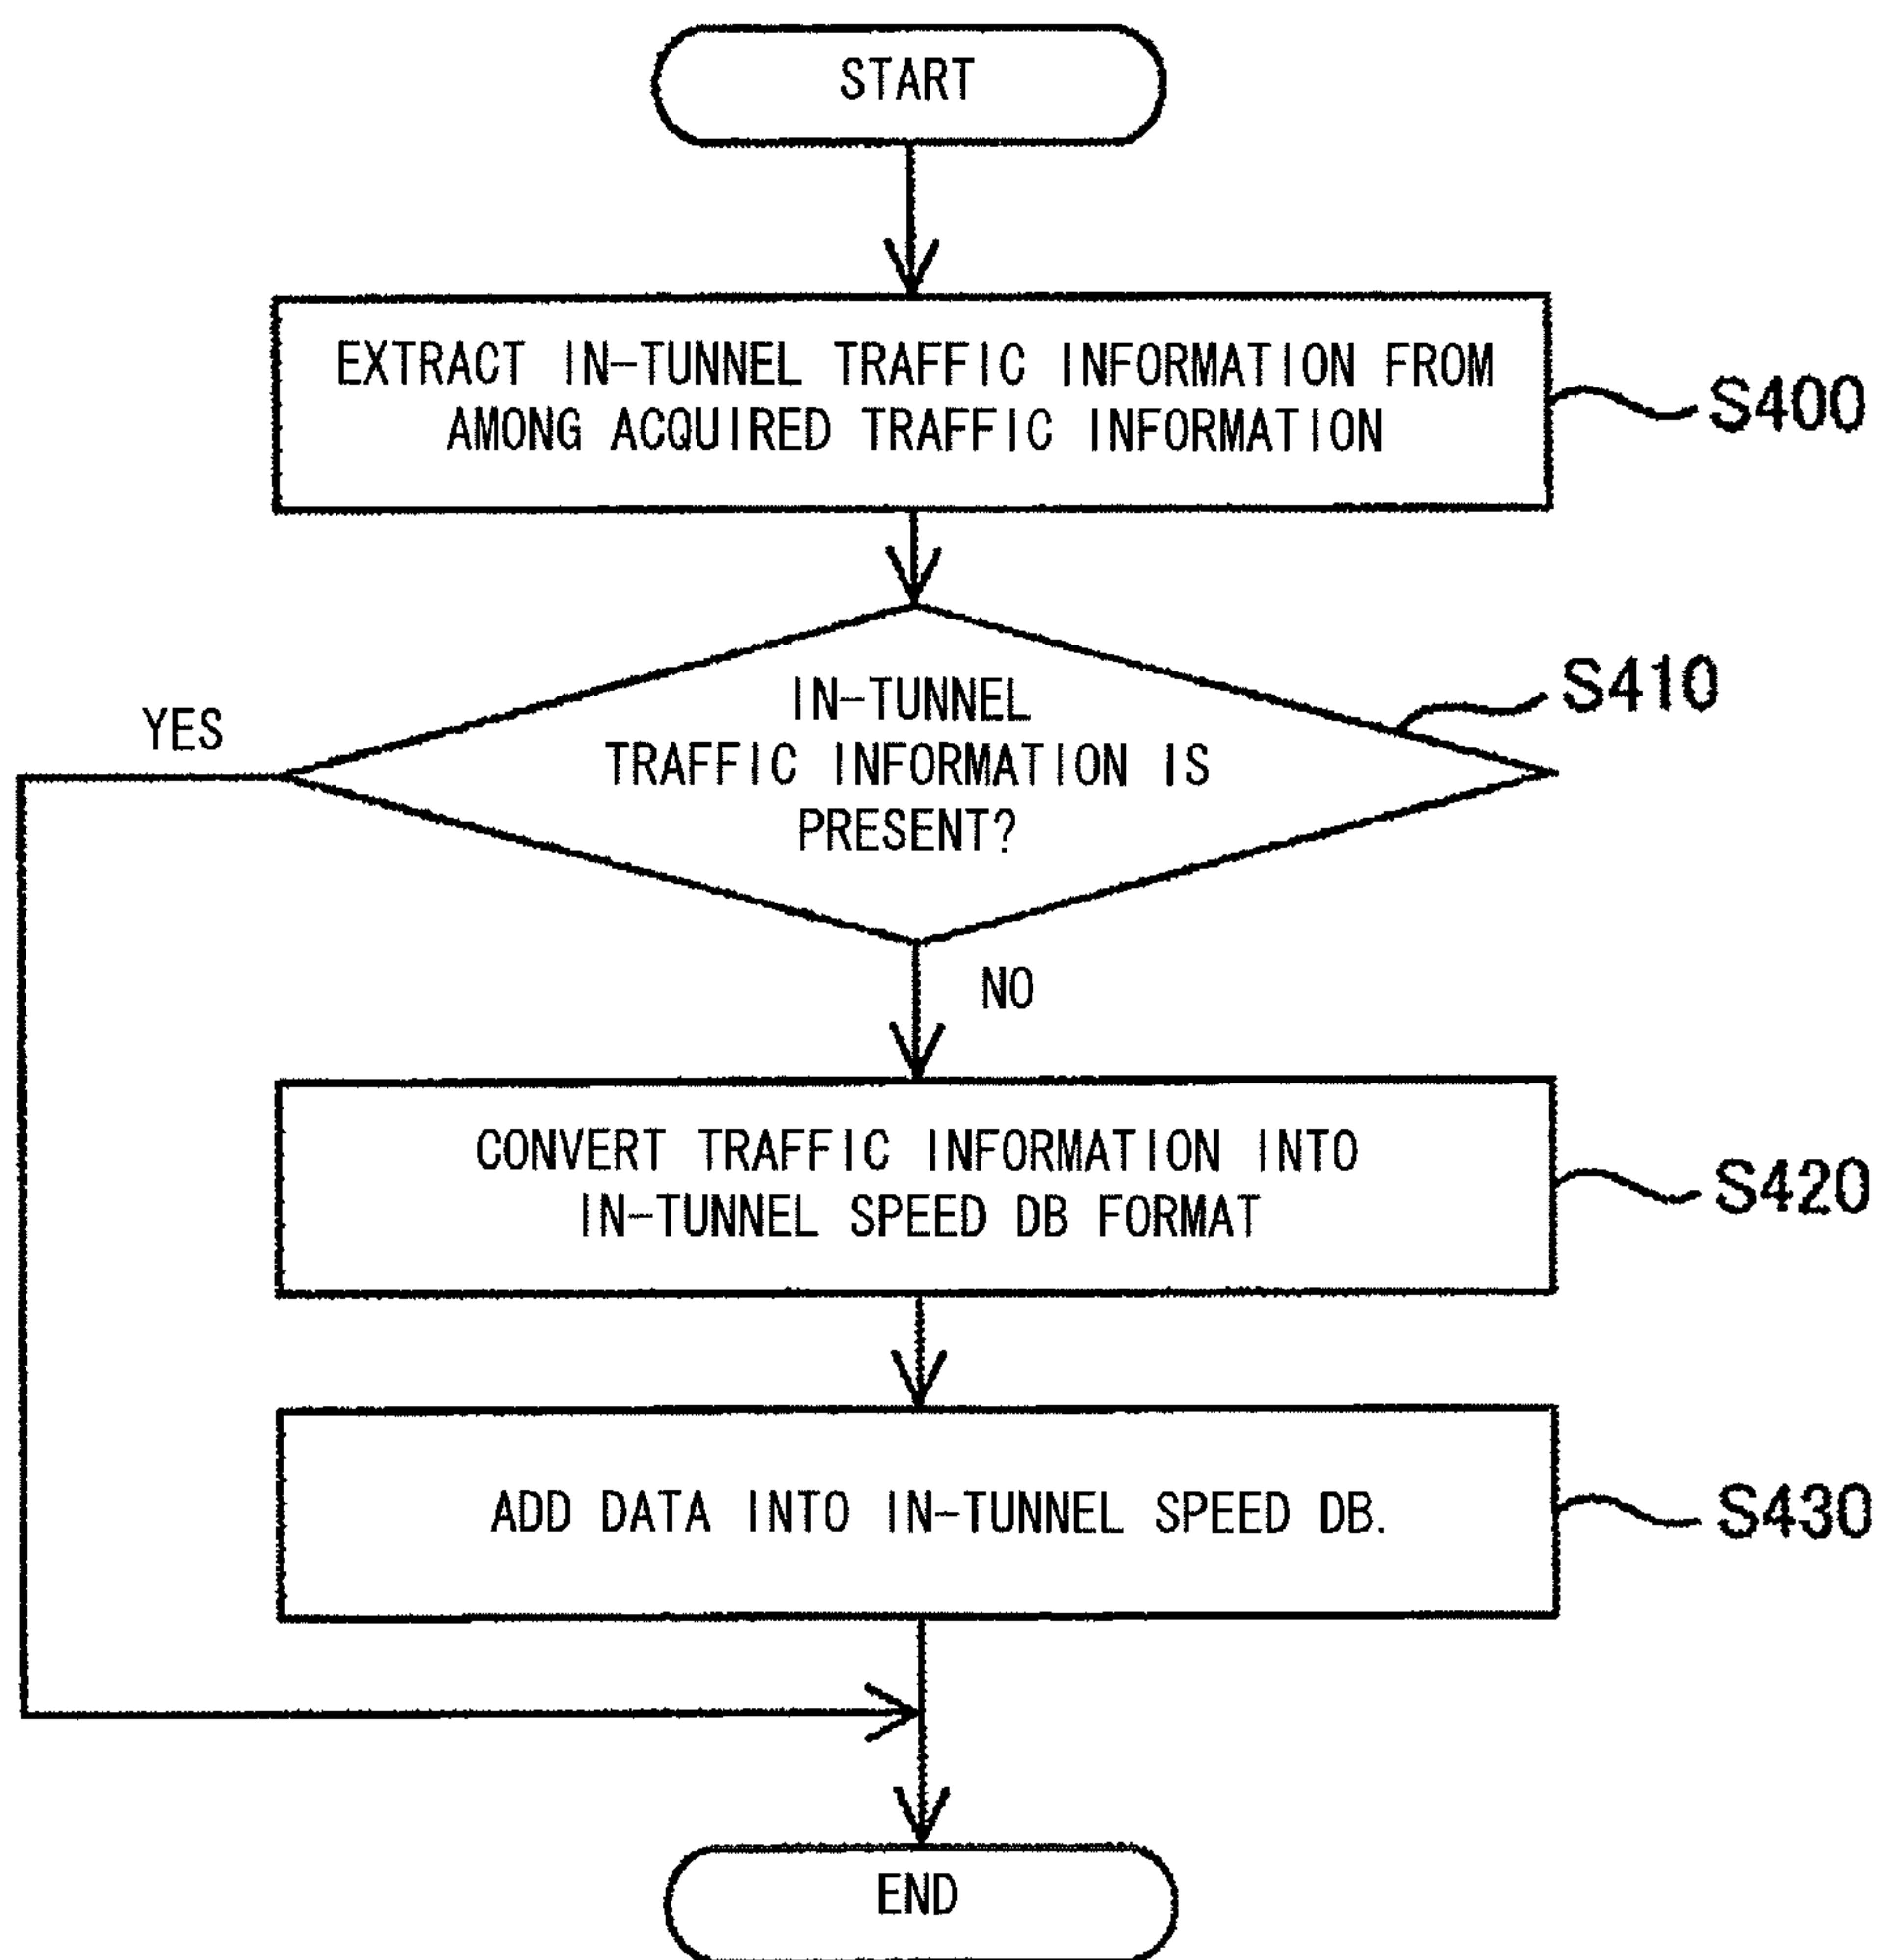 START
EXTRACT IN-TUNNEL TRAFFIC INFORMATION FROM
AMONG ACQUIRED TRAFFIC INFORMATION
S400
IN-TUNNEL
TRAFFIC INFORMATION IS
PRESENT?
S410
YES
NO
CONVERT TRAFFIC INFORMATION INTO
IN-TUNNEL SPEED DB FORMAT
S420
ADD DATA INTO IN-TUNNEL SPEED DB.
S430
END